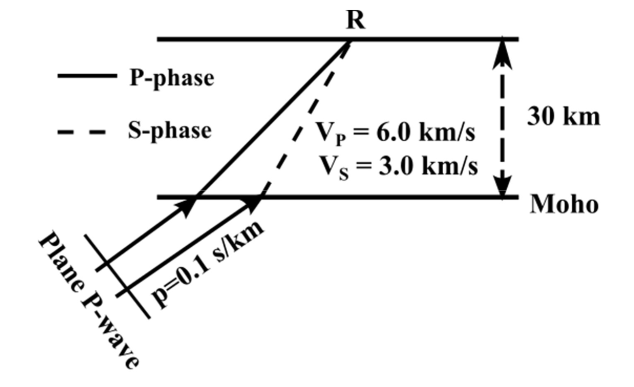 R
P-phase
S-phase
V_P = 6.0 km/s
V_S = 3.0 km/s
30 km
Moho
Plane P-wave
p=0.1 s/km